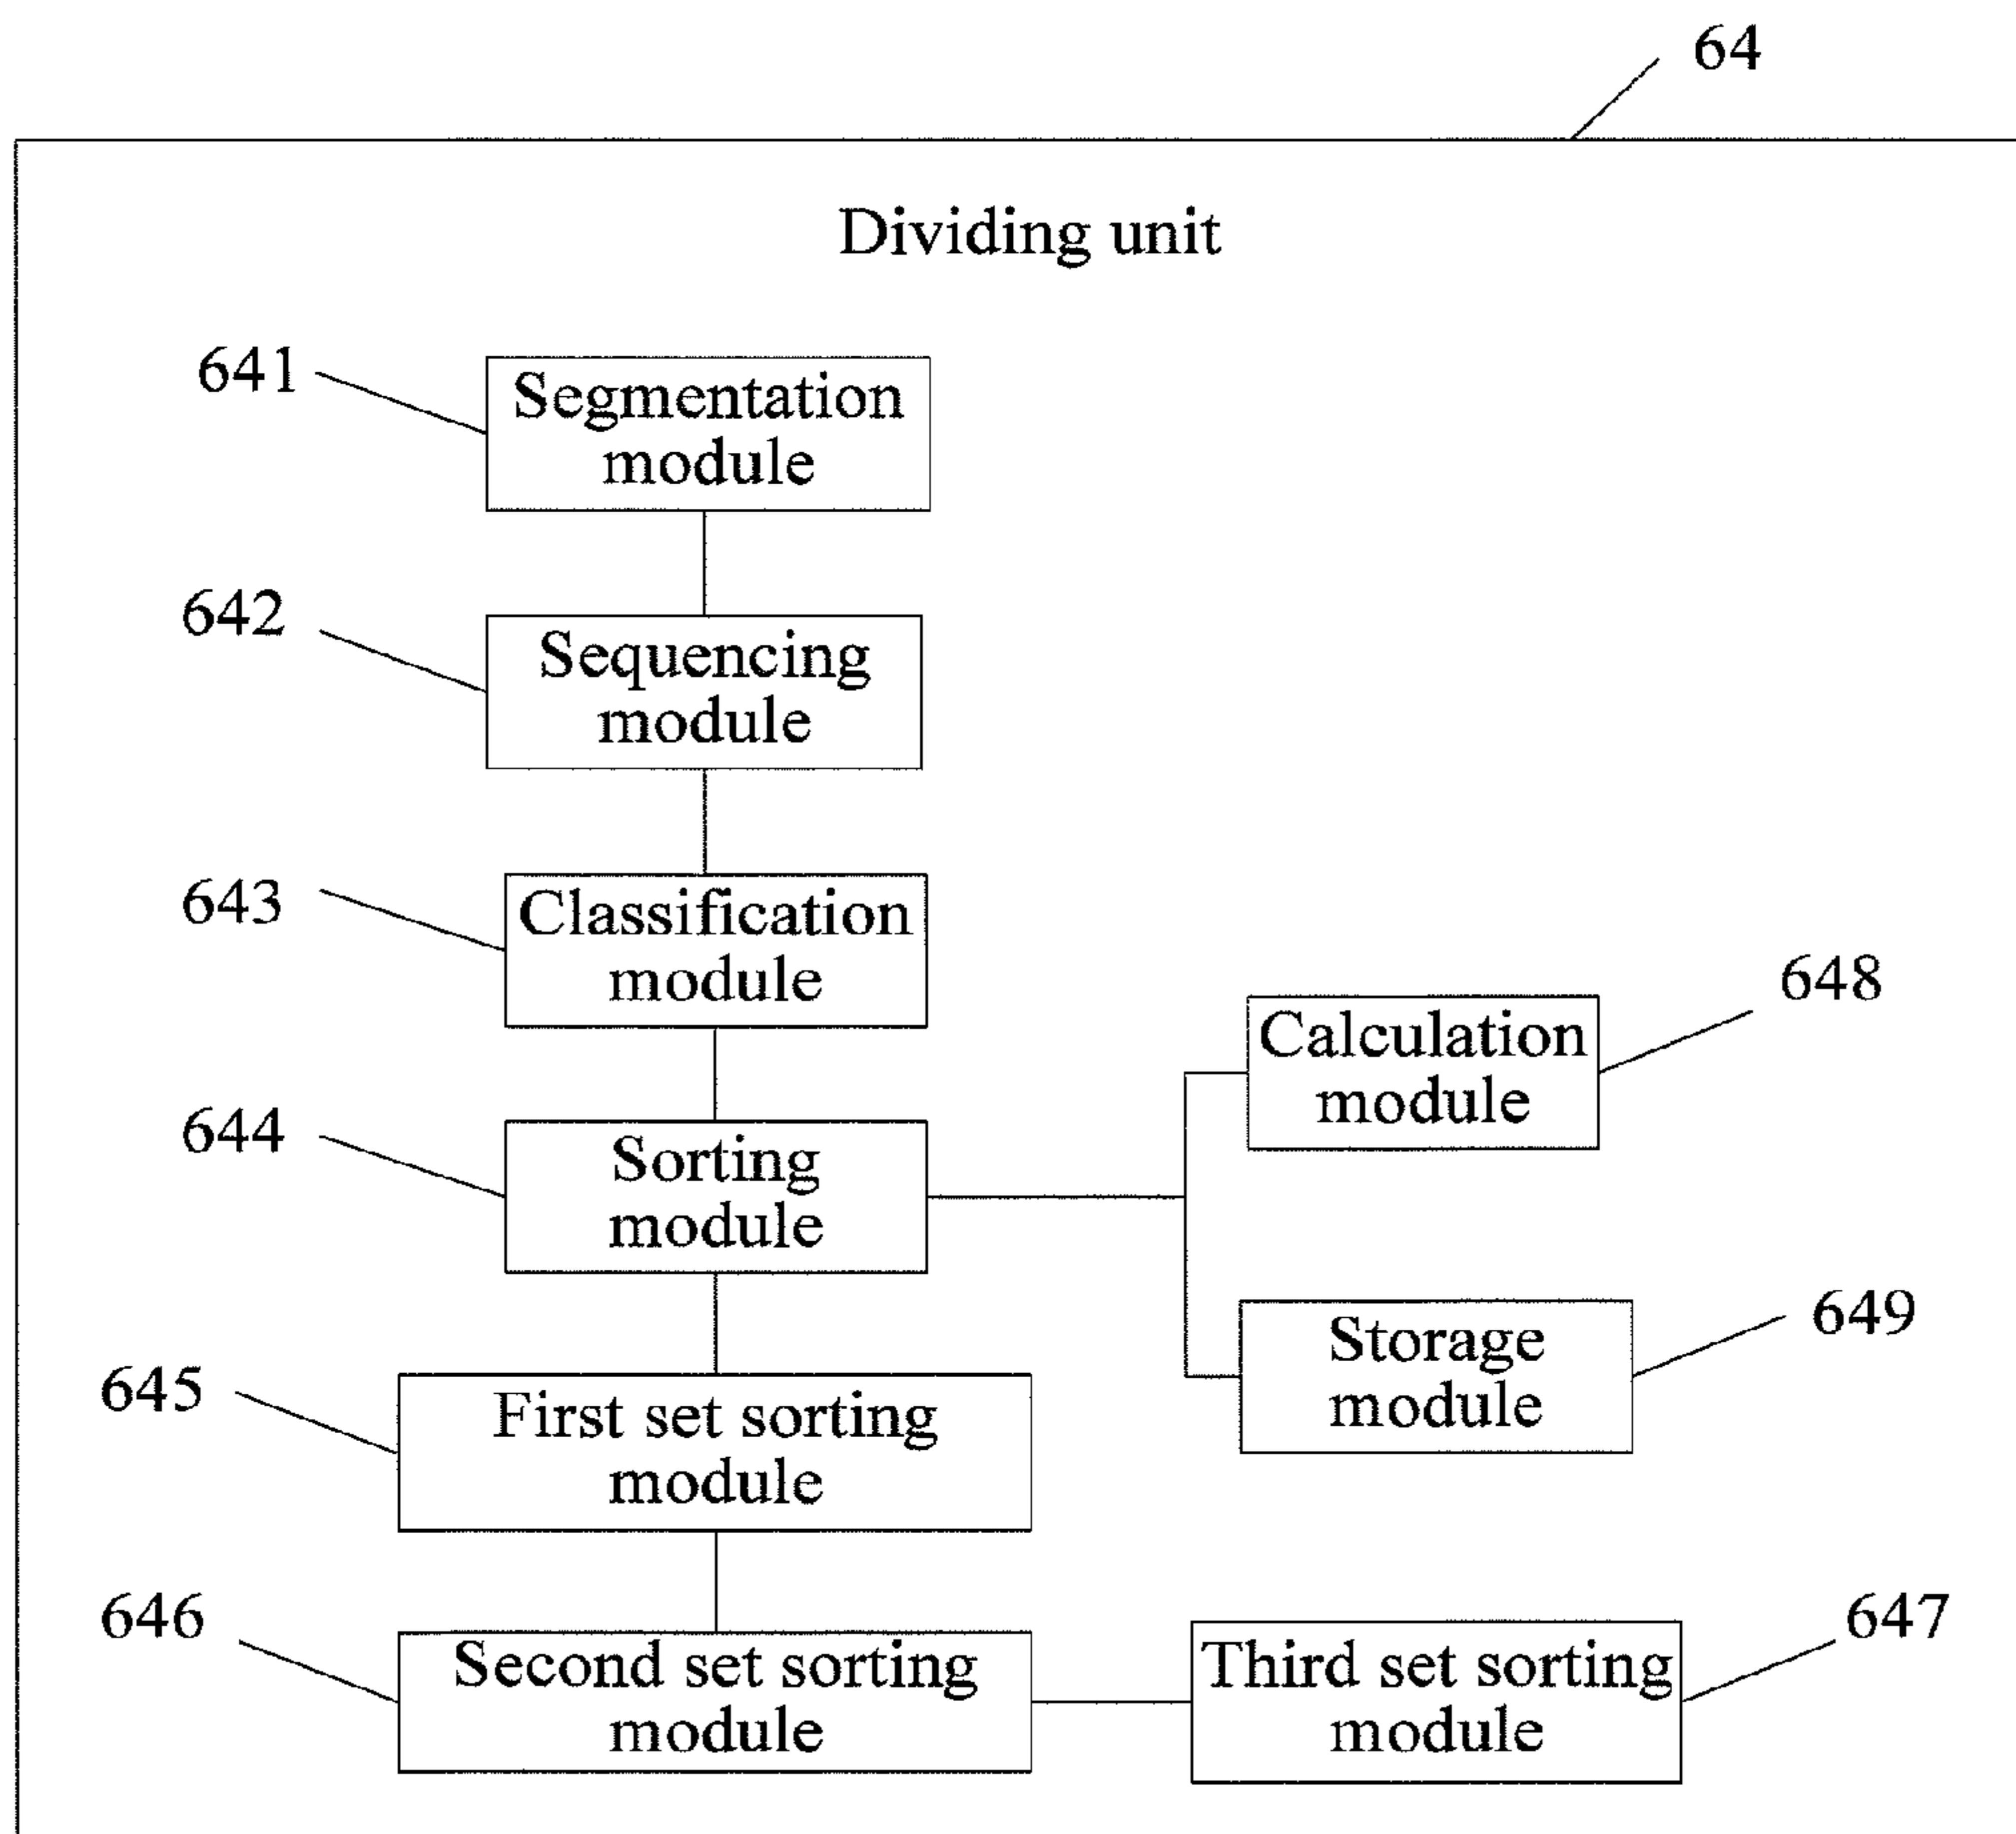 64
Dividing unit
641
Segmentation
module
642
Sequencing
module
643
Classification
module
648
Calculation
module
644
Sorting
module
649
Storage
module
645
First set sorting
module
646
Second set sorting
module
647
Third set sorting
module